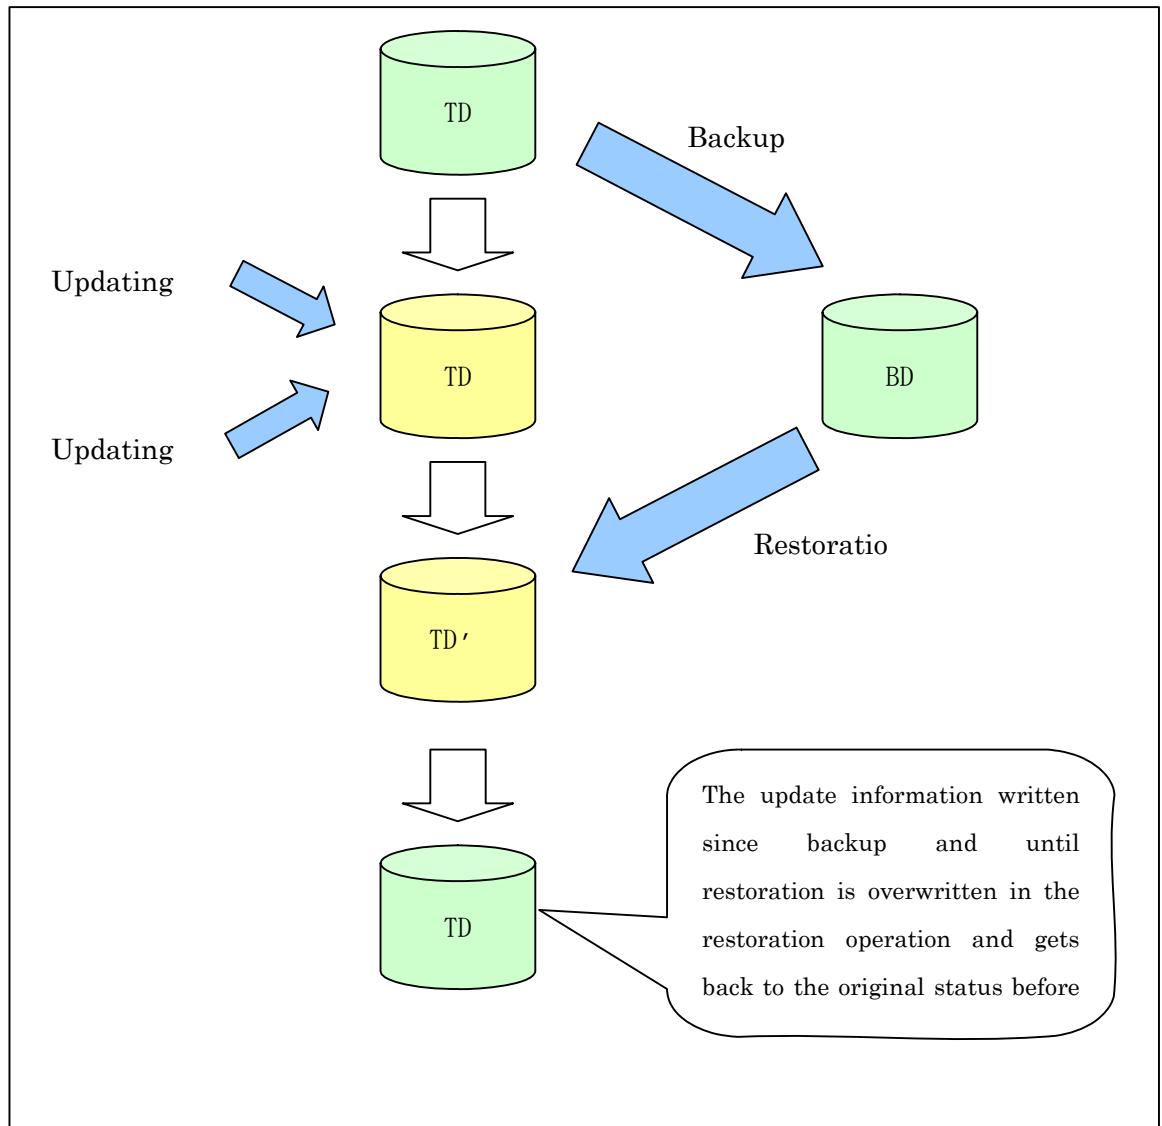 TD
Backup
Updating
TD
BD
Updating
Restoratio
TD′
The update information written
since backup and until
restoration is overwritten in the
restoration operation and gets
back to the original status before
TD